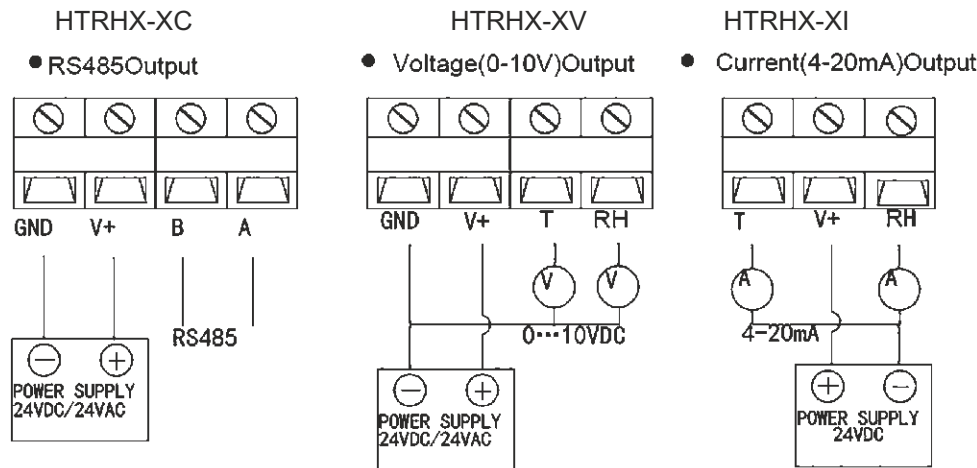 HTRHX-XC
HTRHX-XV
HTRHX-XI
● RS485Output
● Voltage(0-10V)Output
● Current(4-20mA)Output
GND V+ B A
GND V+ T RH
T V+ RH
V V
A A
RS485
0···10VDC
4-20mA
− +
POWER SUPPLY
24VDC/24VAC
− +
POWER SUPPLY
24VDC/24VAC
+ −
POWER SUPPLY
24VDC